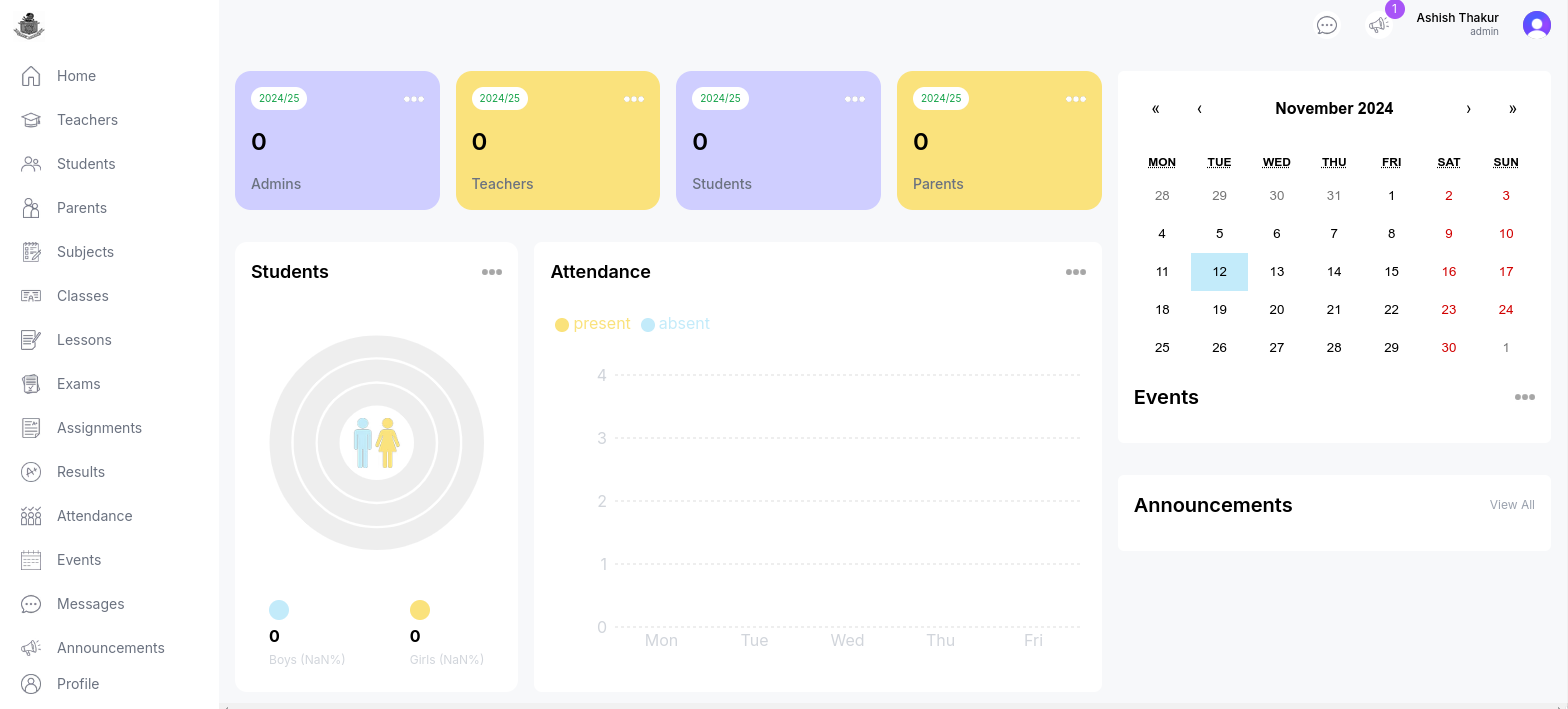 Home
Teachers
Students
Parents
Subjects
Classes
Lessons
Exams
Assignments
Results
Attendance
Events
Messages
Announcements
Profile
1
Ashish Thakur
admin
2024/25
0
Admins
2024/25
0
Teachers
2024/25
0
Students
2024/25
0
Parents
Students
0
Boys (NaN%)
0
Girls (NaN%)
Attendance
present absent
4
3
2
1
0
Mon Tue Wed Thu Fri
« ‹ November 2024 › »
MON TUE WED THU FRI SAT SUN
28 29 30 31 1 2 3
4 5 6 7 8 9 10
11 12 13 14 15 16 17
18 19 20 21 22 23 24
25 26 27 28 29 30 1
Events
Announcements View All